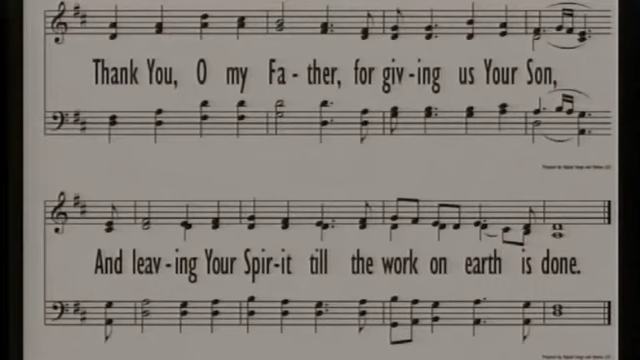 Thank You, O my Fa - ther, for giv - ing us Your Son,
And leav - ing Your Spir - it till the work on earth is done.